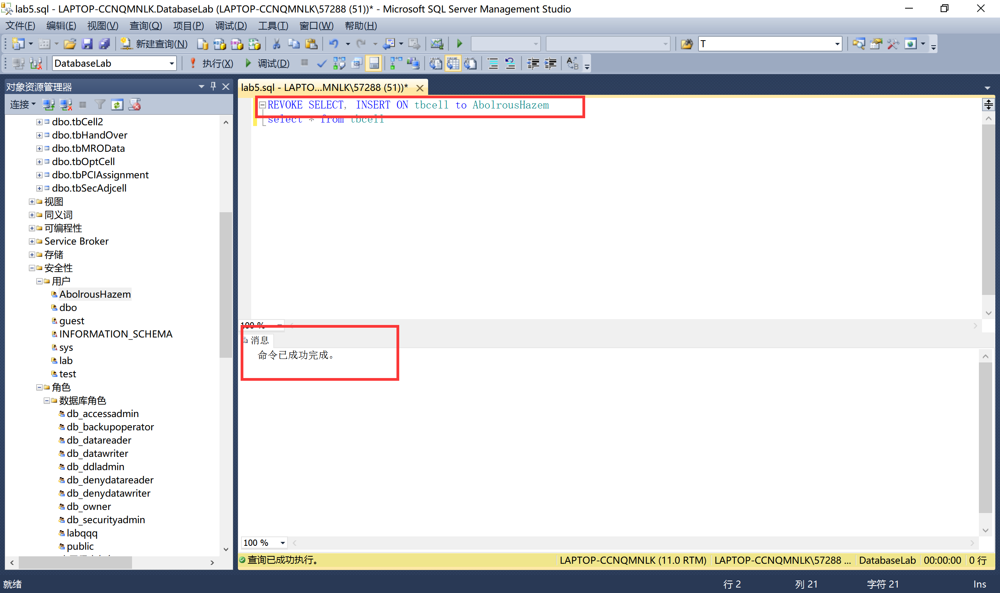 lab5.sql - LAPTOP-CCNQMNLK.DatabaseLab (LAPTOP-CCNQMNLK\57288 (51))* - Microsoft SQL Server Management Studio
文件(F) 编辑(E) 视图(V) 查询(Q) 项目(P) 调试(D) 工具(T) 窗口(W) 帮助(H)
新建查询(N) T
DatabaseLab 执行(X) 调试(D)
对象资源管理器
连接
dbo.tbCell2
dbo.tbHandOver
dbo.tbMROData
dbo.tbOptCell
dbo.tbPCIAssignment
dbo.tbSecAdjcell
视图
同义词
可编程性
Service Broker
存储
安全性
用户
AbolrousHazem
dbo
guest
INFORMATION_SCHEMA
sys
lab
test
角色
数据库角色
db_accessadmin
db_backupoperator
db_datareader
db_datawriter
db_ddladmin
db_denydatareader
db_denydatawriter
db_owner
db_securityadmin
labqqq
public
lab5.sql - LAPTO...MNLK\57288 (51))*
REVOKE SELECT, INSERT ON tbcell to AbolrousHazem
select * from tbcell
100 %
消息
命令已成功完成。
100 %
查询已成功执行。 LAPTOP-CCNQMNLK (11.0 RTM) LAPTOP-CCNQMNLK\57288 ... DatabaseLab 00:00:00 0 行
就绪 行 2 列 21 字符 21 Ins